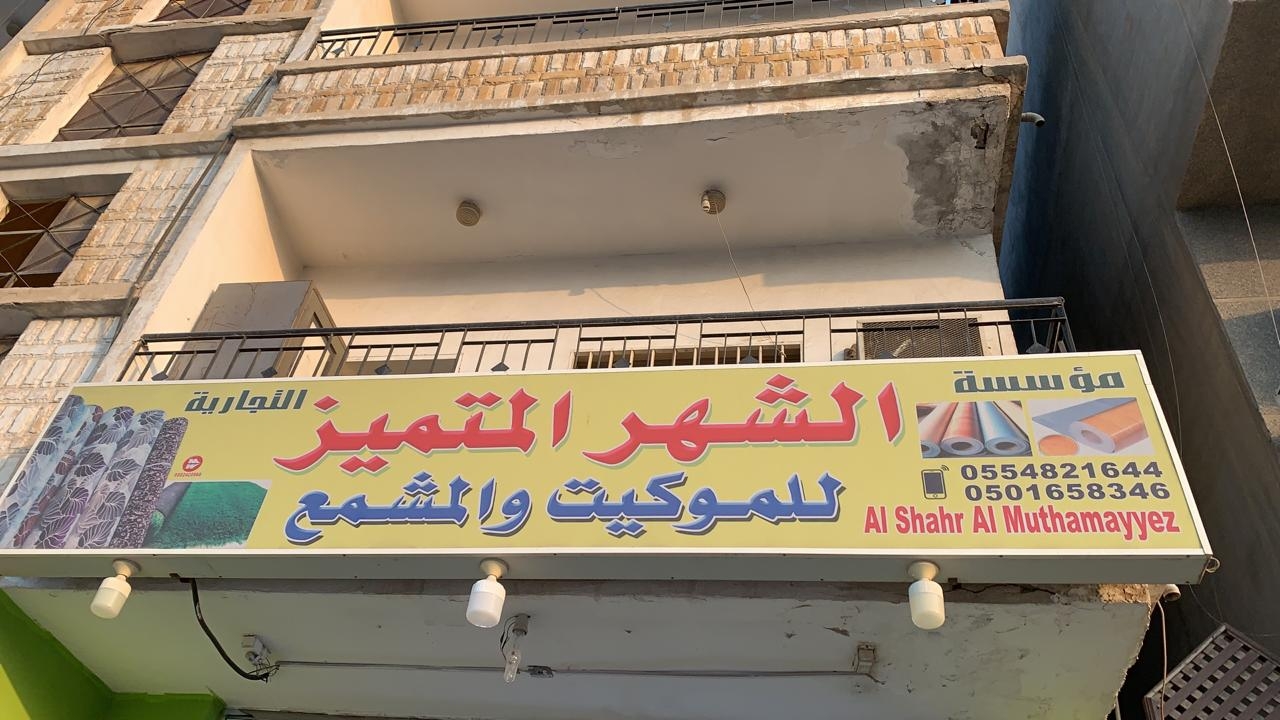 مؤسسة
الشهر المتميز
التجارية
للموكيت والمشمع
0554821644
0501658346
Al Shahr Al Muthamayyez